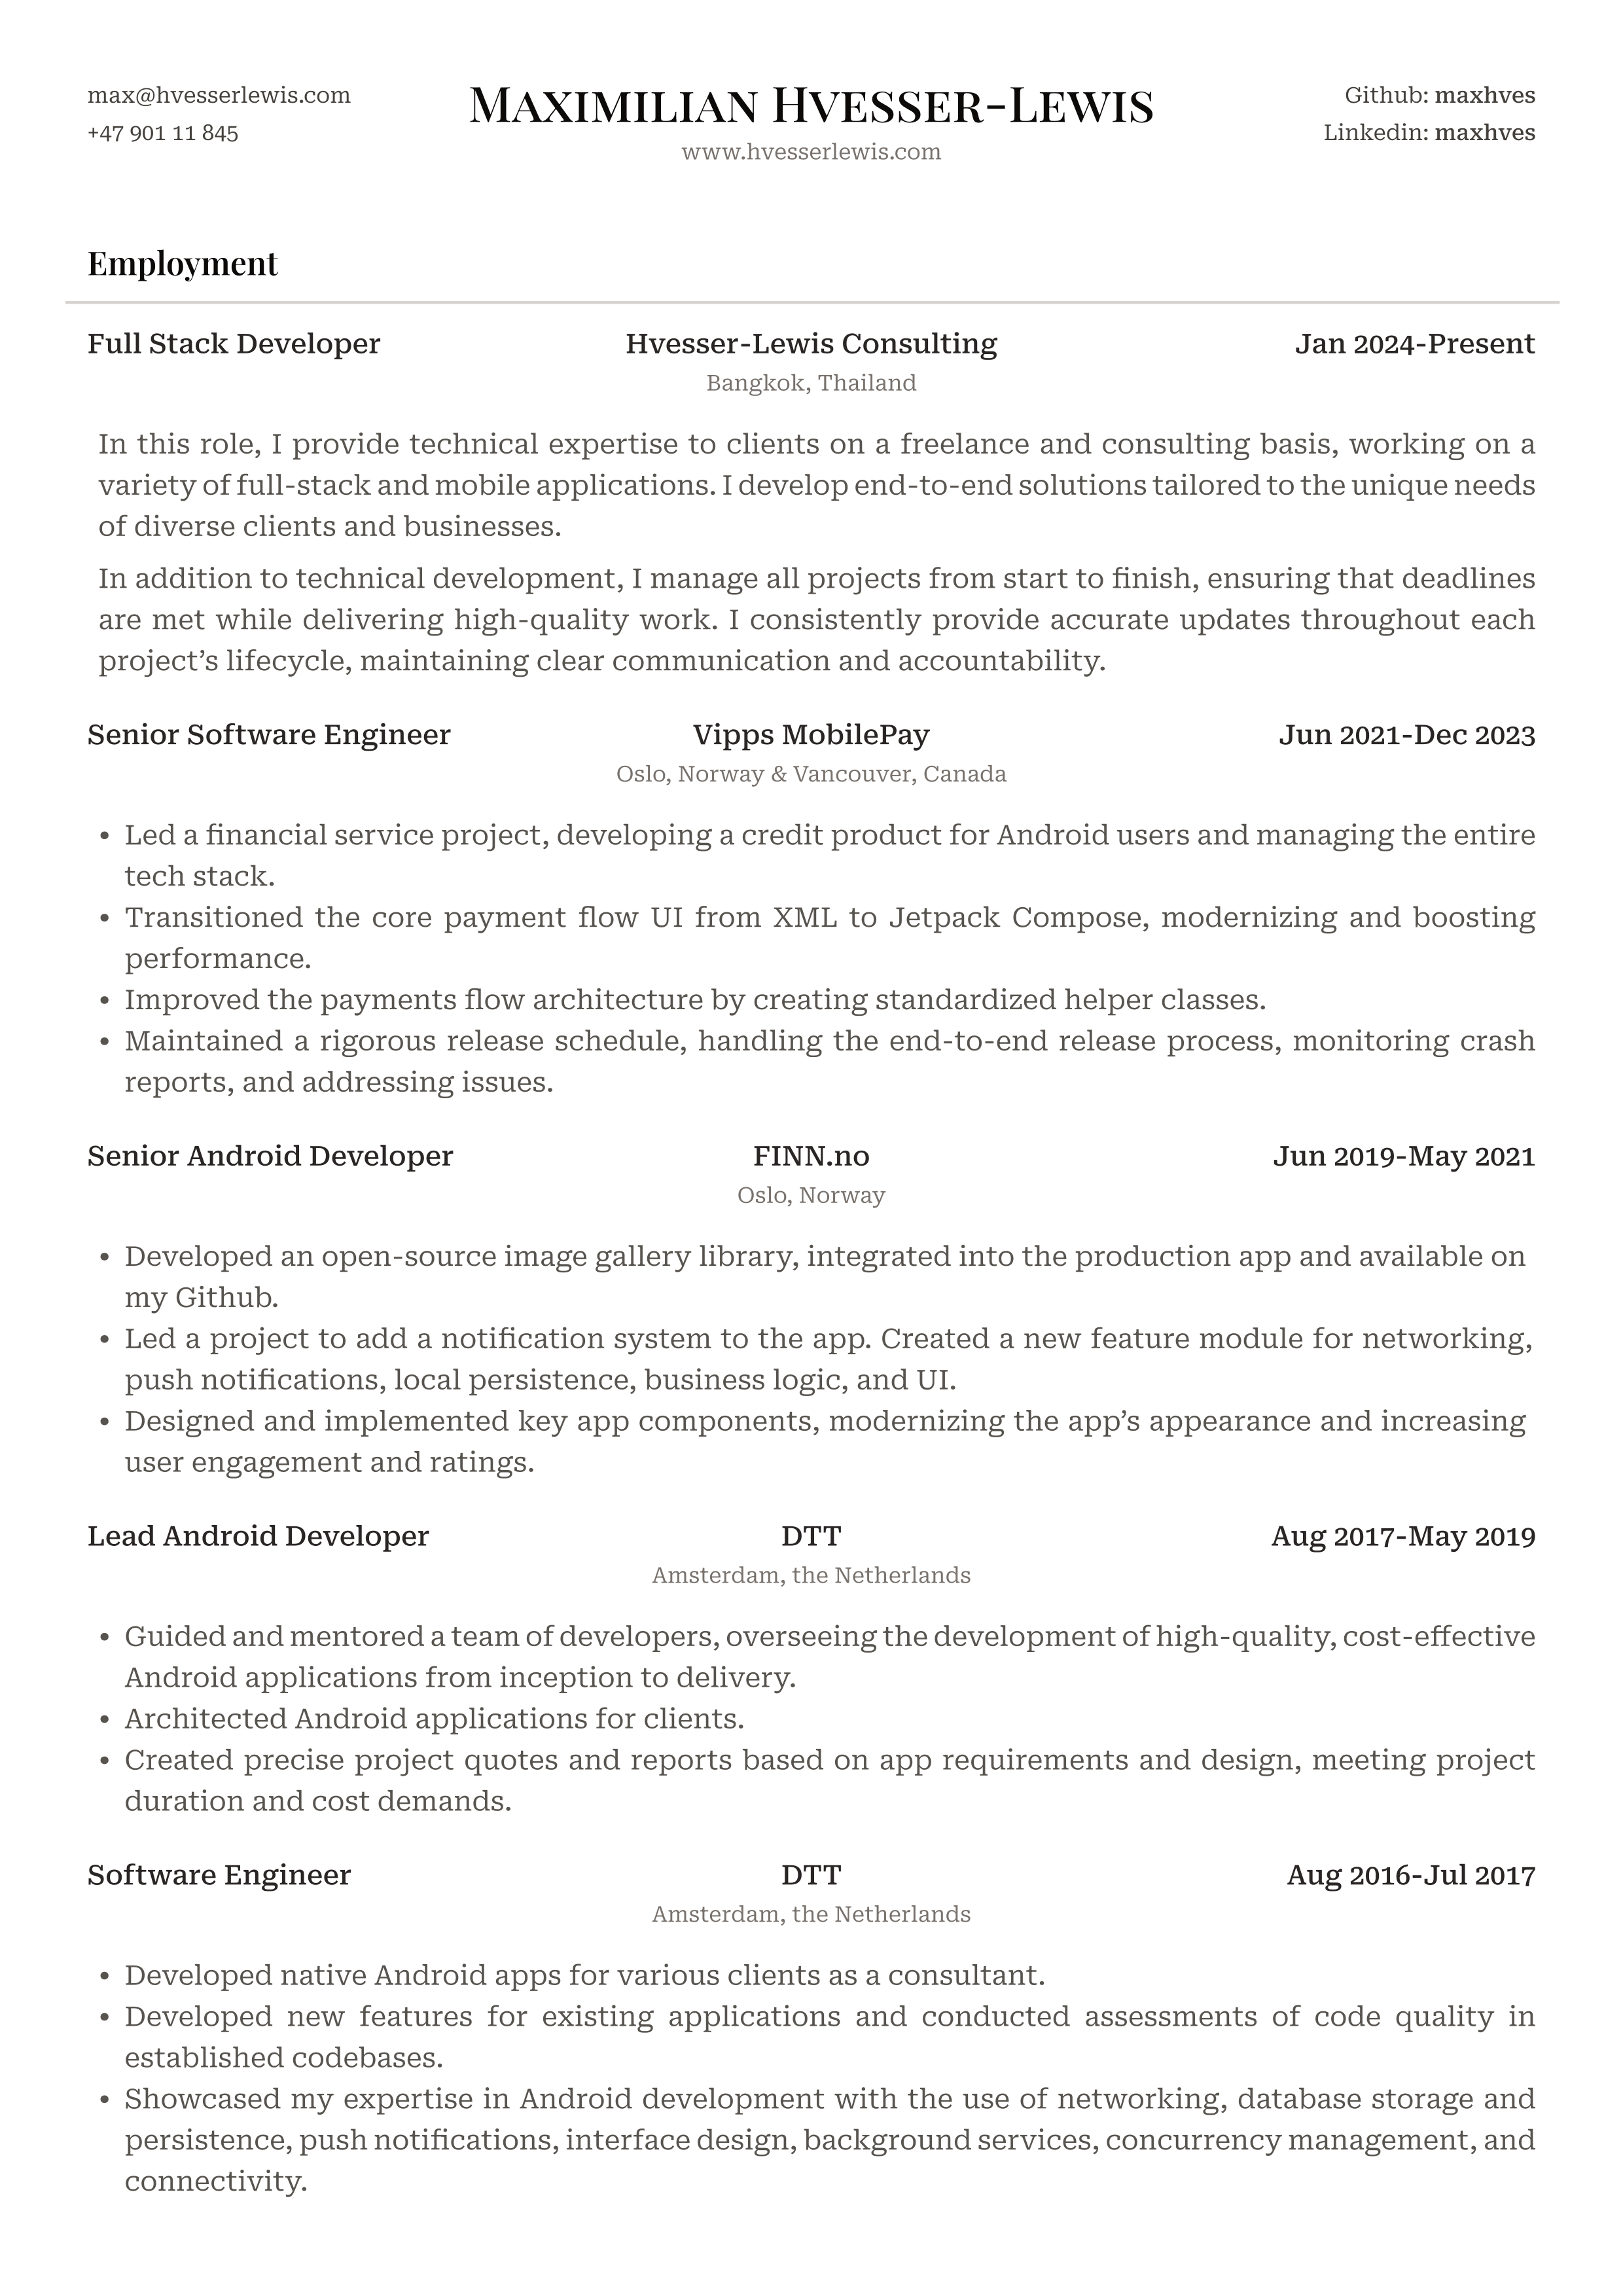 max@hvesserlewis.com
+47 901 11 845
Maximilian Hvesser-Lewis
www.hvesserlewis.com
Github: maxhves
Linkedin: maxhves
Employment
Full Stack Developer Hvesser-Lewis Consulting Jan 2024-Present
Bangkok, Thailand
In this role, I provide technical expertise to clients on a freelance and consulting basis, working on a
variety of full-stack and mobile applications. I develop end-to-end solutions tailored to the unique needs
of diverse clients and businesses.
In addition to technical development, I manage all projects from start to finish, ensuring that deadlines
are met while delivering high-quality work. I consistently provide accurate updates throughout each
project’s lifecycle, maintaining clear communication and accountability.
Senior Software Engineer Vipps MobilePay Jun 2021-Dec 2023
Oslo, Norway & Vancouver, Canada
• Led a financial service project, developing a credit product for Android users and managing the entire
tech stack.
• Transitioned the core payment flow UI from XML to Jetpack Compose, modernizing and boosting
performance.
• Improved the payments flow architecture by creating standardized helper classes.
• Maintained a rigorous release schedule, handling the end-to-end release process, monitoring crash
reports, and addressing issues.
Senior Android Developer FINN.no Jun 2019-May 2021
Oslo, Norway
• Developed an open-source image gallery library, integrated into the production app and available on
my Github.
• Led a project to add a notification system to the app. Created a new feature module for networking,
push notifications, local persistence, business logic, and UI.
• Designed and implemented key app components, modernizing the app’s appearance and increasing
user engagement and ratings.
Lead Android Developer DTT Aug 2017-May 2019
Amsterdam, the Netherlands
• Guided and mentored a team of developers, overseeing the development of high-quality, cost-effective
Android applications from inception to delivery.
• Architected Android applications for clients.
• Created precise project quotes and reports based on app requirements and design, meeting project
duration and cost demands.
Software Engineer DTT Aug 2016-Jul 2017
Amsterdam, the Netherlands
• Developed native Android apps for various clients as a consultant.
• Developed new features for existing applications and conducted assessments of code quality in
established codebases.
• Showcased my expertise in Android development with the use of networking, database storage and
persistence, push notifications, interface design, background services, concurrency management, and
connectivity.